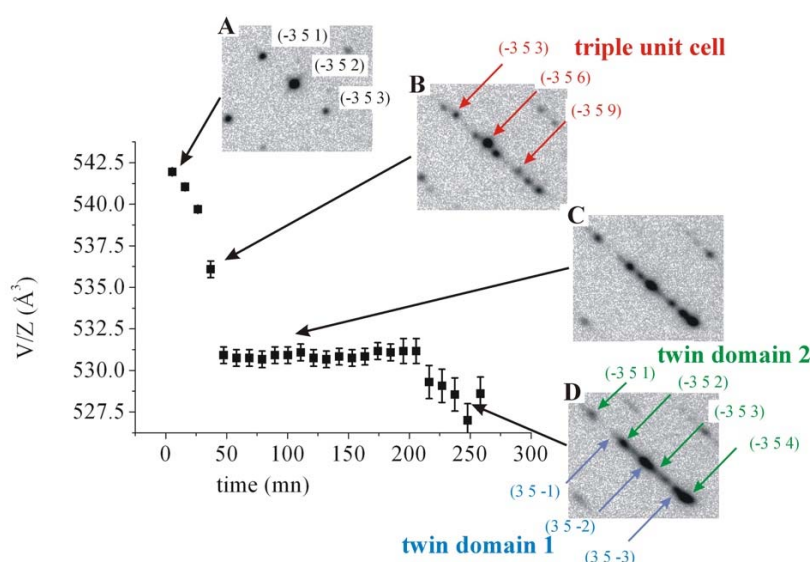 A
(-3 5 1)
(-3 5 2)
(-3 5 3)
B
(-3 5 3)
triple unit cell
(-3 5 6)
(-3 5 9)
C
twin domain 2
D
(-3 5 1)
(-3 5 2)
(-3 5 3)
(-3 5 4)
(3 5 -1)
(3 5 -2)
(3 5 -3)
twin domain 1
V/Z (Å³)
542.5
540.0
537.5
535.0
532.5
530.0
527.5
0
50
100
150
200
250
300
time (mn)